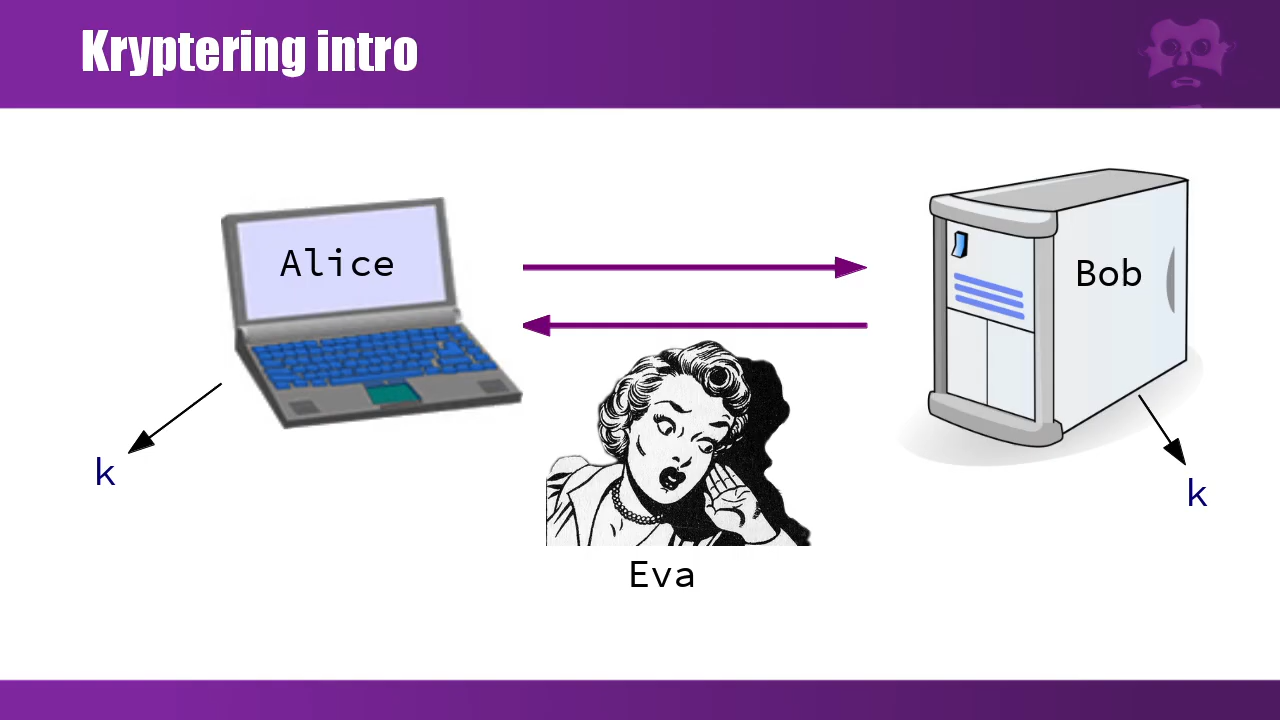 Kryptering intro
Alice
Bob
k
k
Eva